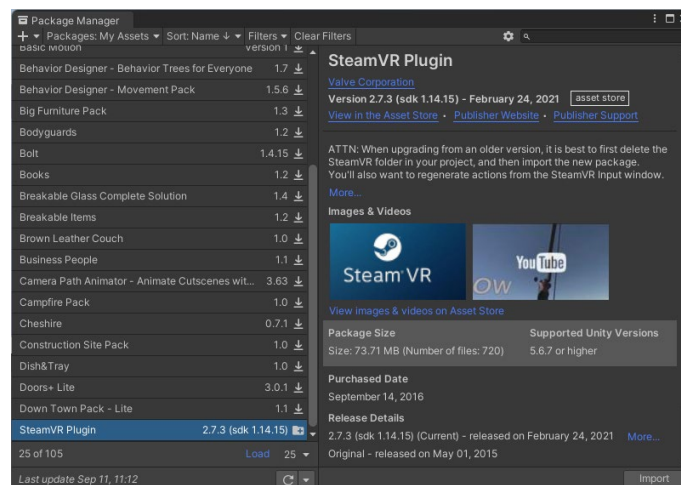 Package Manager
+ Packages: My Assets Sort: Name ↓ Filters Clear Filters
Basic Motion version 1
Behavior Designer - Behavior Trees for Everyone 1.7
Behavior Designer - Movement Pack 1.5.6
Big Furniture Pack 1.3
Bodyguards 1.2
Bolt 1.4.15
Books 1.2
Breakable Glass Complete Solution 1.4
Breakable Items 1.2
Brown Leather Couch 1.0
Business People 1.1
Camera Path Animator - Animate Cutscenes wit... 3.63
Campfire Pack 1.0
Cheshire 0.7.1
Construction Site Pack 1.0
Dish&Tray 1.0
Doors+ Lite 3.0.1
Down Town Pack - Lite 1.1
SteamVR Plugin 2.7.3 (sdk 1.14.15)
25 of 105 Load 25
Last update Sep 11, 11:12
SteamVR Plugin
Valve Corporation
Version 2.7.3 (sdk 1.14.15) - February 24, 2021 asset store
View in the Asset Store • Publisher Website • Publisher Support
ATTN: When upgrading from an older version, it is best to first delete the
SteamVR folder in your project, and then import the new package.
You'll also want to regenerate actions from the SteamVR Input window.
More...
Images & Videos
Steam®VR
YouTube
OW
View images & videos on Asset Store
Package Size Supported Unity Versions
Size: 73.71 MB (Number of files: 720) 5.6.7 or higher
Purchased Date
September 14, 2016
Release Details
2.7.3 (sdk 1.14.15) (Current) - released on February 24, 2021 More...
Original - released on May 01, 2015
Import